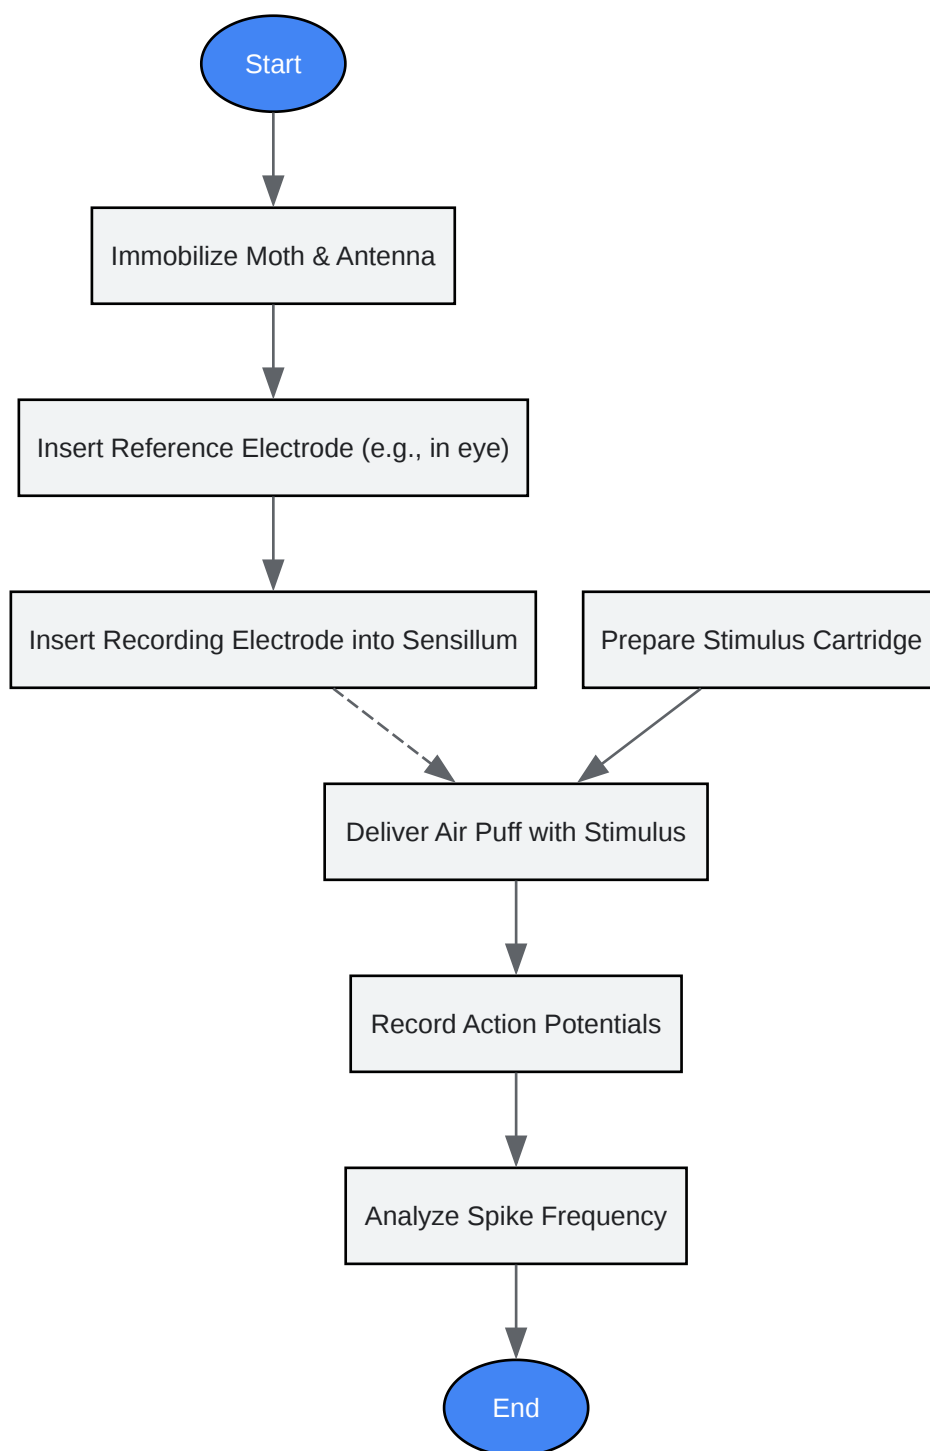 Start
Immobilize Moth & Antenna
Insert Reference Electrode (e.g., in eye)
Insert Recording Electrode into Sensillum
Prepare Stimulus Cartridge
Deliver Air Puff with Stimulus
Record Action Potentials
Analyze Spike Frequency
End